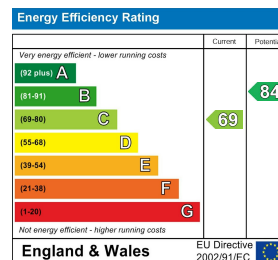 Energy Efficiency Rating
Current Potenti
Very energy efficient - lower running costs
(92 plus) A
(81-91) B
84
(69-80) C
69
(55-68) D
(39-54) E
(21-38) F
(1-20) G
Not energy efficient - higher running costs
England & Wales
EU Directive
2002/91/EC